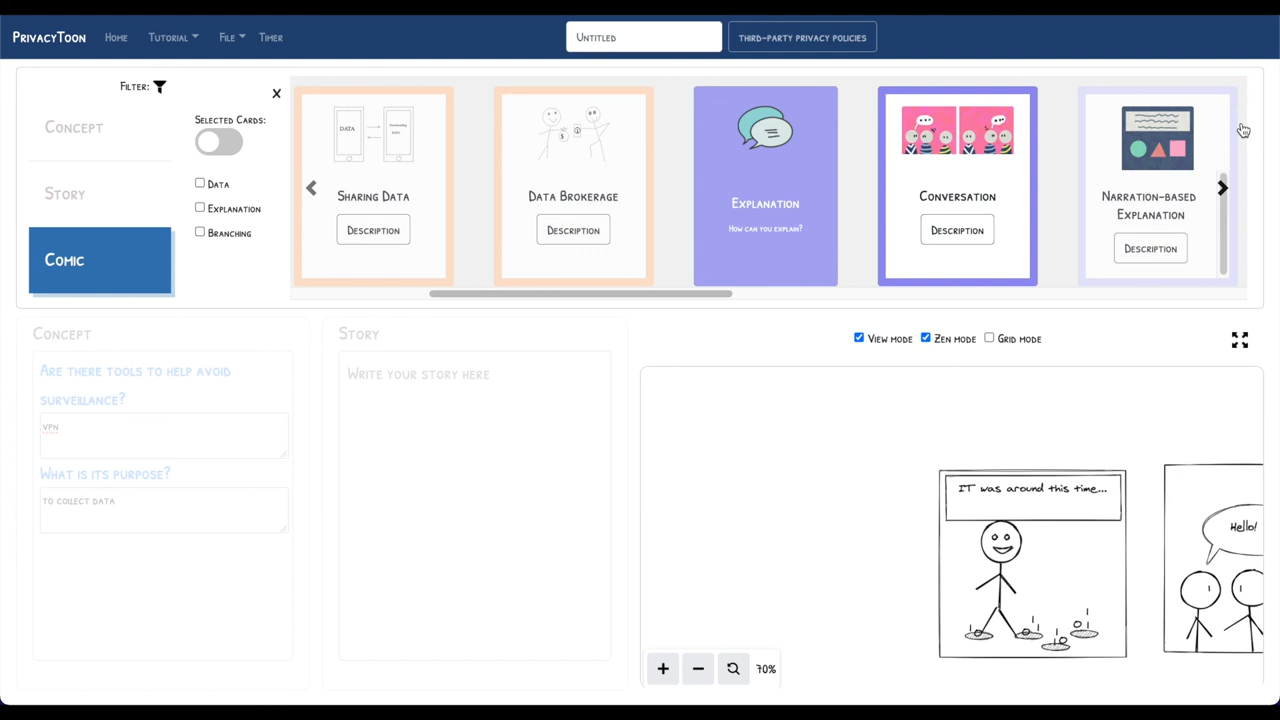 PrivacyToon Home Tutorial File Timer Untitled third-party privacy policies
Filter:
x
Concept
Story
Comic
Selected Cards:
Data
Explanation
Branching
DATA
Sharing Data
Description
$
Data Brokerage
Description
Explanation
How can you explain?
Conversation
Description
Narration-based
Explanation
Description
Concept
Are there tools to help avoid
surveillance?
vpn
What is its purpose?
to collect data
Story
Write your story here
View mode Zen mode Grid mode
IT was around this time...
Hello!
+ - 70%